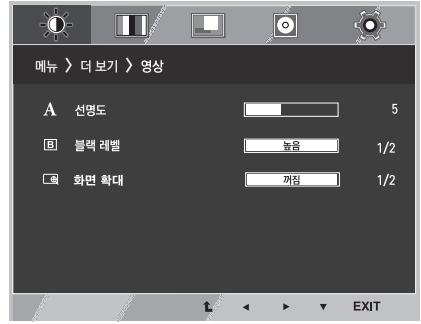 메뉴 > 더 보기 > 영상
A 선명도 5
B 블랙 레벨 높음 1/2
화면 확대 꺼짐 1/2
EXIT